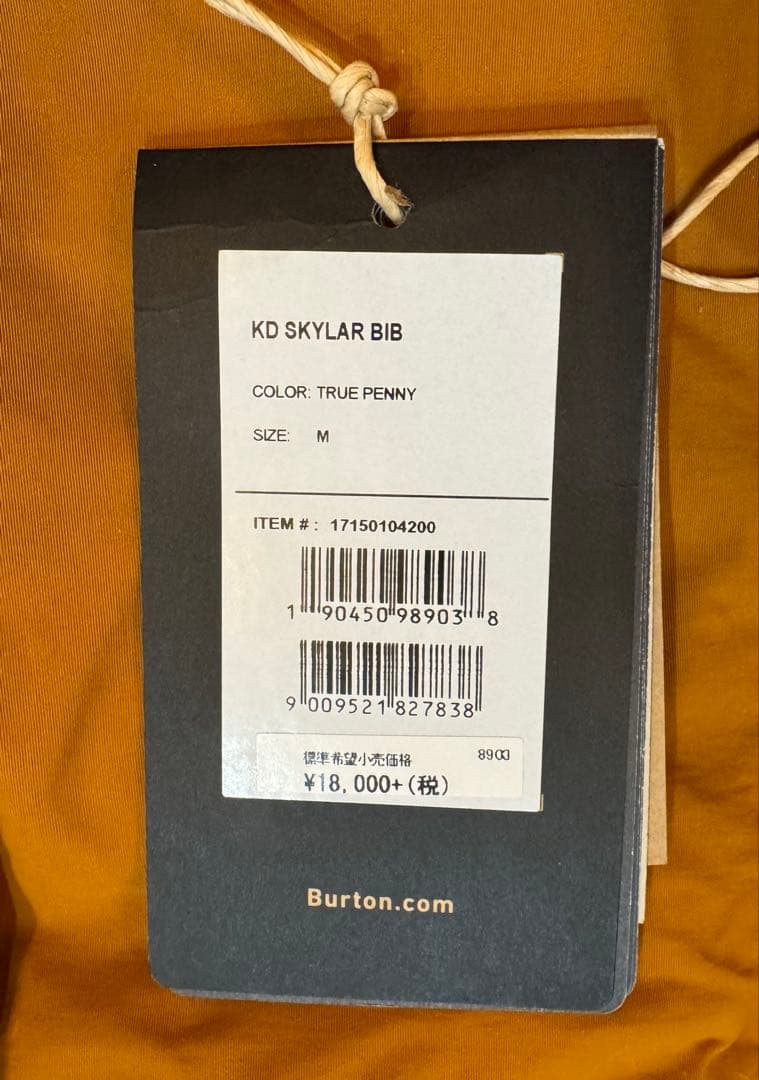 KD SKYLAR BIB
COLOR: TRUE PENNY
SIZE: M
ITEM # : 17150104200
1 90450 98903 8
9 009521 827838
標準希望小売価格 8903
¥18,000+(税)
Burton.com